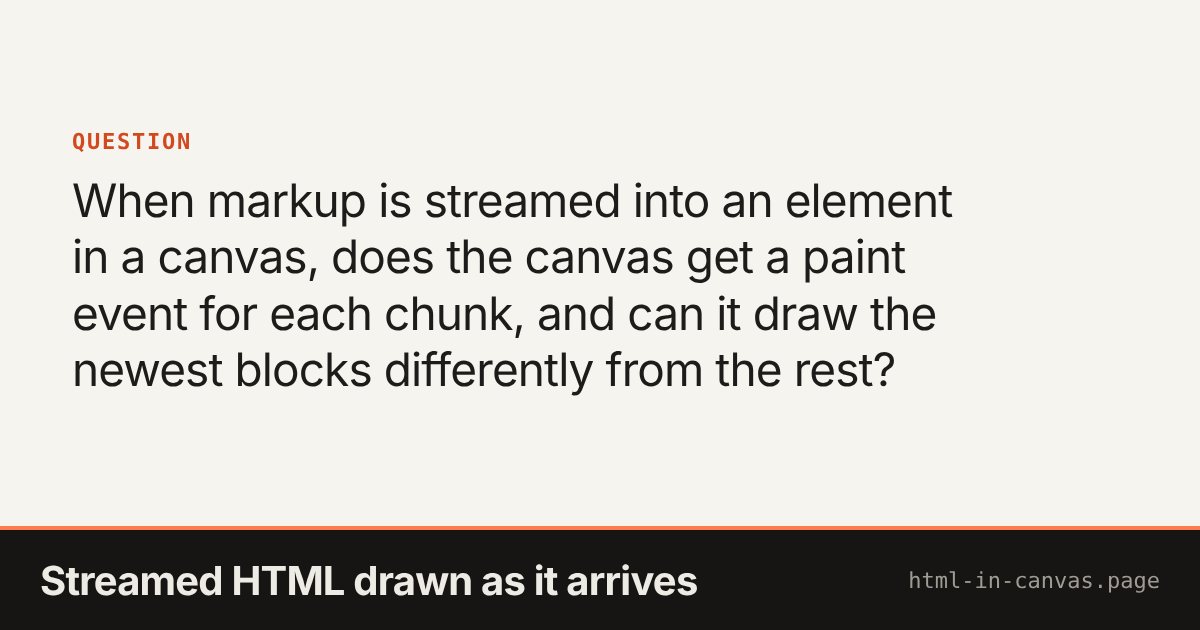 QUESTION
When markup is streamed into an element
in a canvas, does the canvas get a paint
event for each chunk, and can it draw the
newest blocks differently from the rest?
Streamed HTML drawn as it arrives
html-in-canvas.page